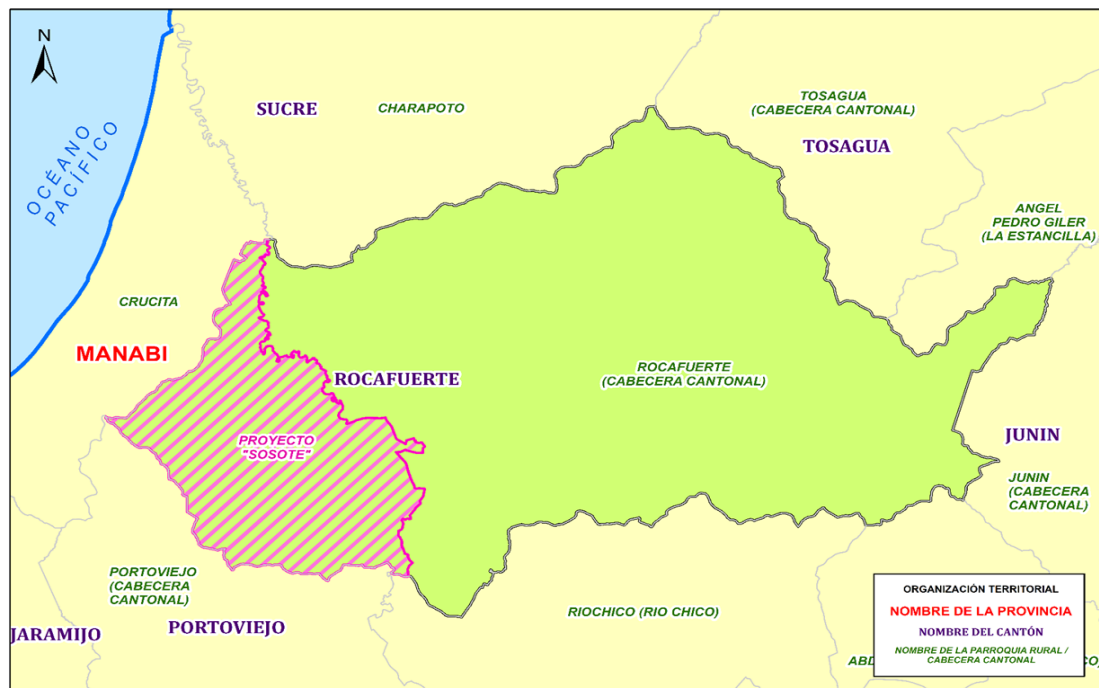 N
OCÉANO
PACÍFICO
SUCRE
CHARAPOTO
TOSAGUA
(CABECERA CANTONAL)
TOSAGUA
ANGEL
PEDRO GILER
(LA ESTANCILLA)
CRUCITA
MANABI
ROCAFUERTE
ROCAFUERTE
(CABECERA CANTONAL)
PROYECTO
"SOSOTE"
JUNIN
JUNIN
(CABECERA
CANTONAL)
PORTOVIEJO
(CABECERA
CANTONAL)
JARAMIJO
PORTOVIEJO
RIOCHICO (RIO CHICO)
ABD
ORGANIZACIÓN TERRITORIAL
NOMBRE DE LA PROVINCIA
NOMBRE DEL CANTÓN
NOMBRE DE LA PARROQUIA RURAL /
CABECERA CANTONAL